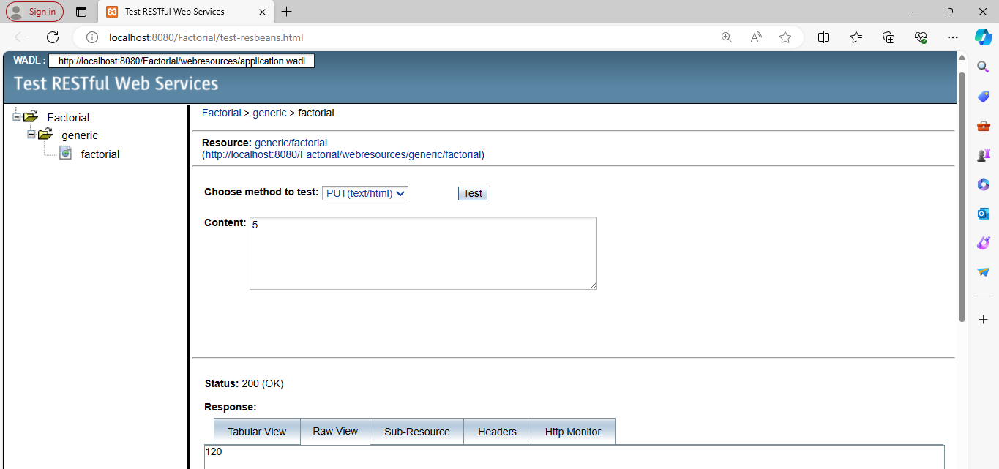 Sign in
Test RESTful Web Services
localhost:8080/Factorial/test-resbeans.html
WADL : http://localhost:8080/Factorial/webresources/application.wadl
Test RESTful Web Services
Factorial
generic
factorial
Factorial > generic > factorial
Resource: generic/factorial
(http://localhost:8080/Factorial/webresources/generic/factorial)
Choose method to test: PUT(text/html) Test
Content: 5
Status: 200 (OK)
Response:
Tabular View Raw View Sub-Resource Headers Http Monitor
120